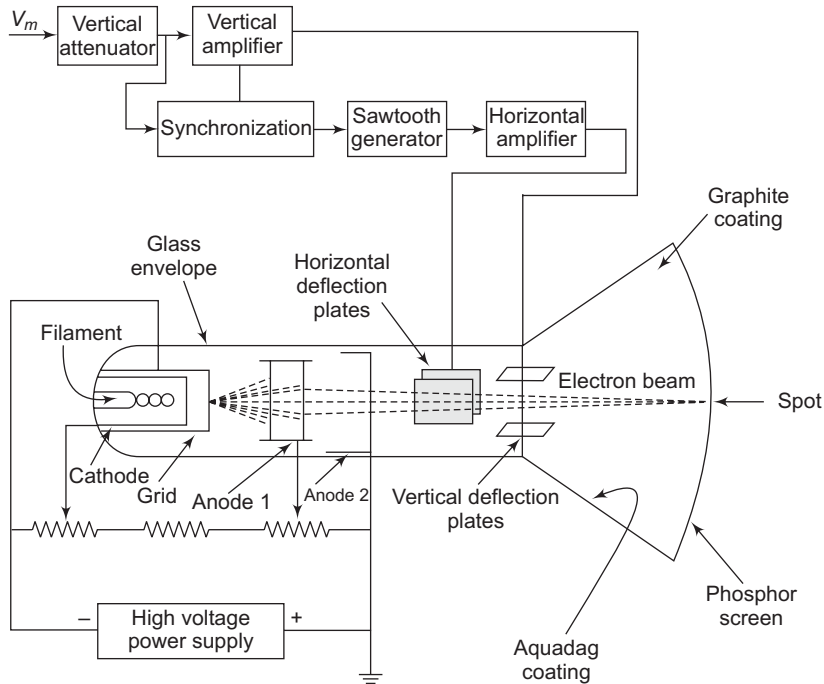 V_m
Vertical
attenuator
Vertical
amplifier
Synchronization
Sawtooth
generator
Horizontal
amplifier
Graphite
coating
Glass
envelope
Horizontal
deflection
plates
Filament
Electron beam
Spot
Cathode
Grid
Anode 1
Anode 2
Vertical deflection
plates
Phosphor
screen
Aquadag
coating
–
High voltage
power supply
+